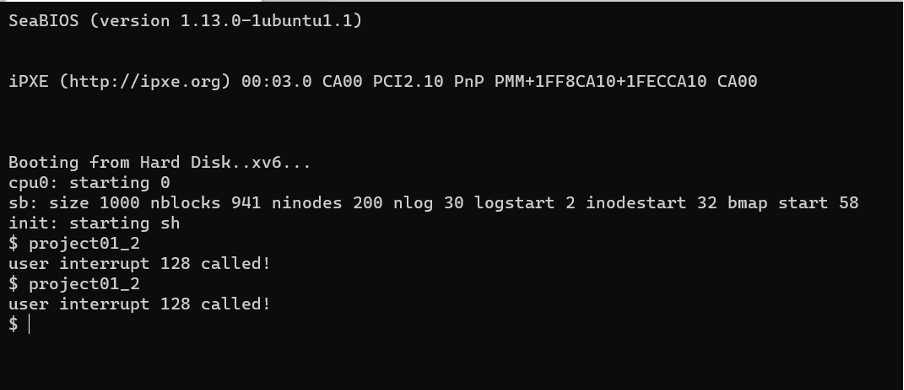 SeaBIOS (version 1.13.0-1ubuntu1.1)
iPXE (http://ipxe.org) 00:03.0 CA00 PCI2.10 PnP PMM+1FF8CA10+1FECCA10 CA00
Booting from Hard Disk..xv6...
cpu0: starting 0
sb: size 1000 nblocks 941 ninodes 200 nlog 30 logstart 2 inodestart 32 bmap start 58
init: starting sh
$ project01_2
user interrupt 128 called!
$ project01_2
user interrupt 128 called!
$